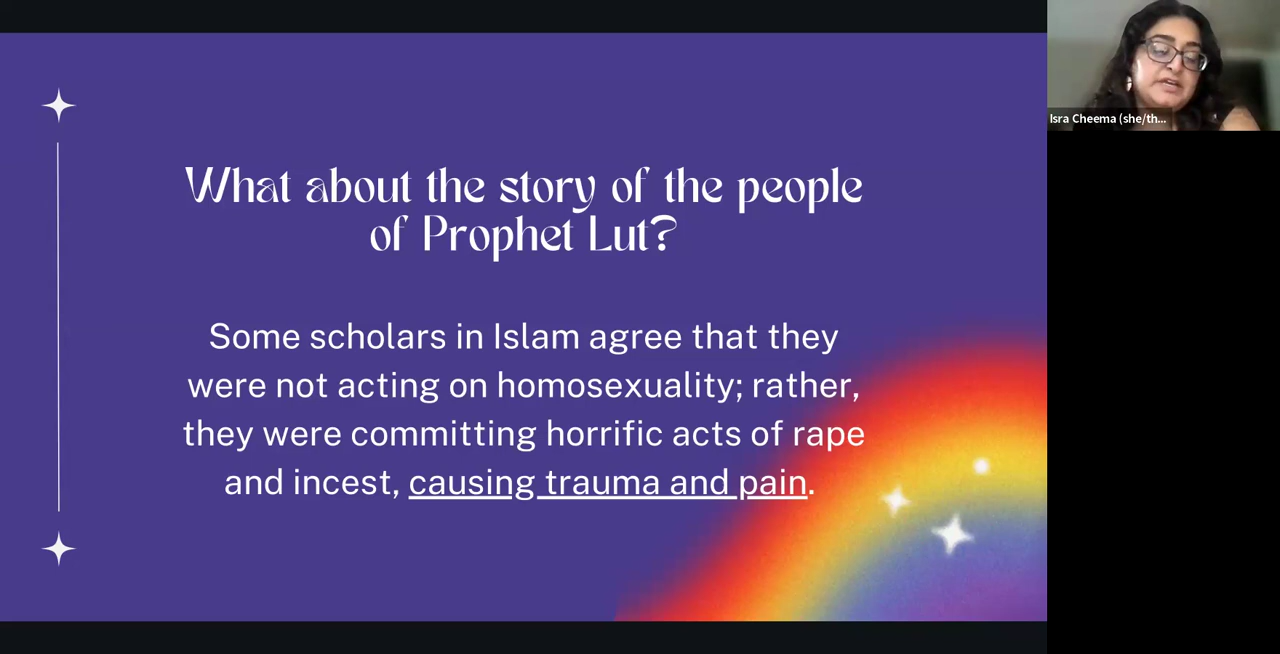 What about the story of the people
of Prophet Lut?
Some scholars in Islam agree that they
were not acting on homosexuality; rather,
they were committing horrific acts of rape
and incest, causing trauma and pain.
Isra Cheema (she/th...